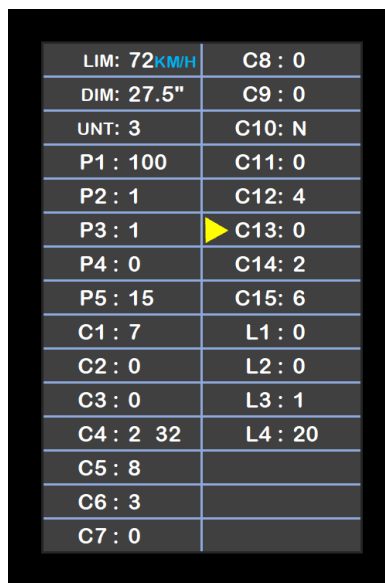 LIM: 72KM/H
DIM: 27.5"
UNT: 3
P1 : 100
P2 : 1
P3 : 1
P4 : 0
P5 : 15
C1 : 7
C2 : 0
C3 : 0
C4 : 2 32
C5 : 8
C6 : 3
C7 : 0
C8 : 0
C9 : 0
C10: N
C11: 0
C12: 4
C13: 0
C14: 2
C15: 6
L1 : 0
L2 : 0
L3 : 1
L4 : 20